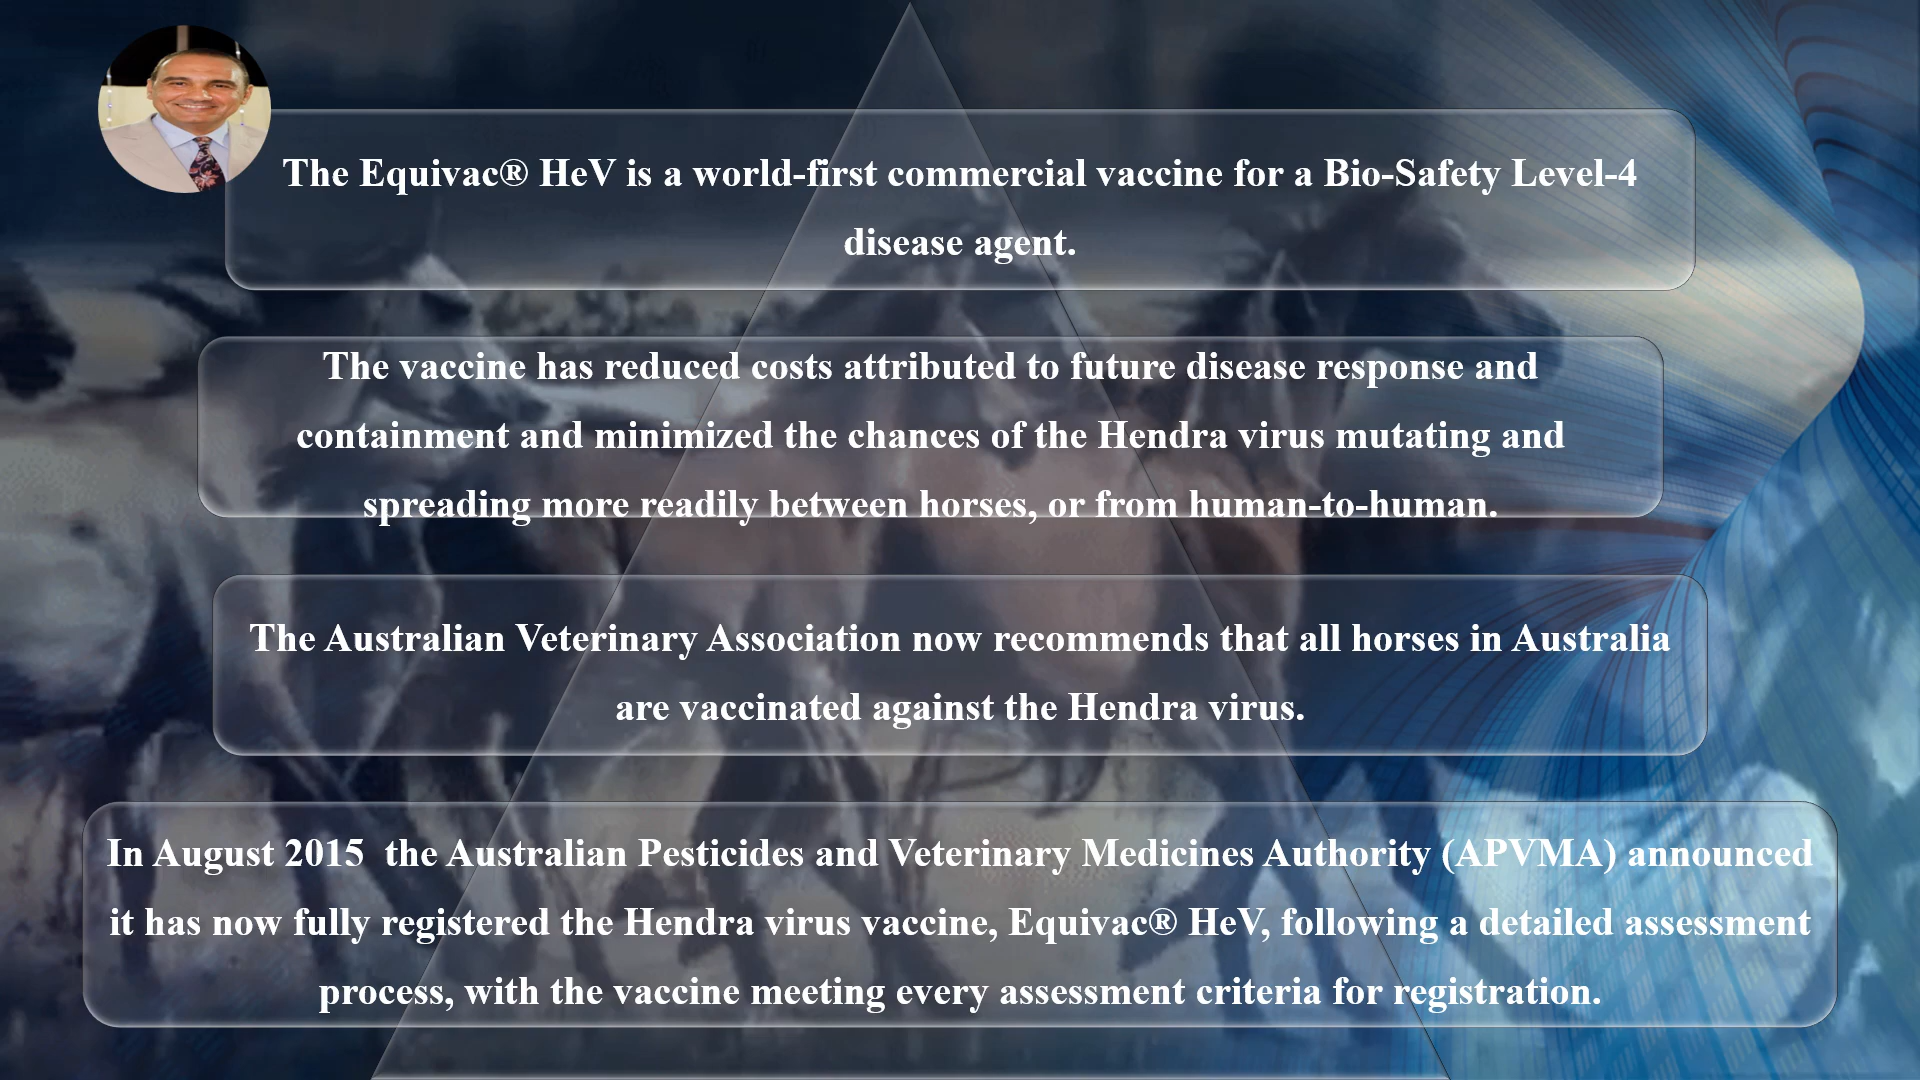 The Equivac® HeV is a world-first commercial vaccine for a Bio-Safety Level-4
disease agent.
The vaccine has reduced costs attributed to future disease response and
containment and minimized the chances of the Hendra virus mutating and
spreading more readily between horses, or from human-to-human.
The Australian Veterinary Association now recommends that all horses in Australia
are vaccinated against the Hendra virus.
In August 2015  the Australian Pesticides and Veterinary Medicines Authority (APVMA) announced
it has now fully registered the Hendra virus vaccine, Equivac® HeV, following a detailed assessment
process, with the vaccine meeting every assessment criteria for registration.